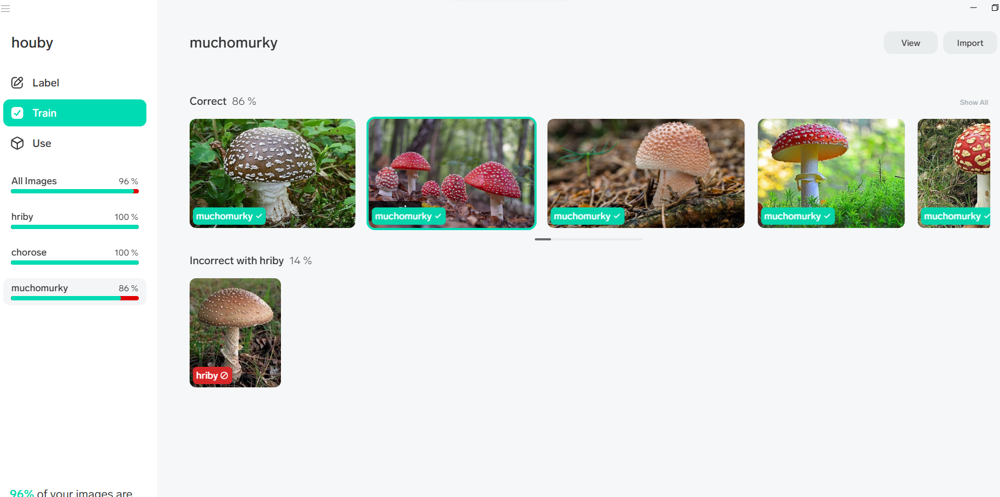 houby
Label
Train
Use
All Images 96 %
hriby 100 %
chorose 100 %
muchomurky 86 %
96% of your images are
muchomurky
View
Import
Correct 86 %
Show All
muchomurky
muchomurky
muchomurky
muchomurky
muchomurky
Incorrect with hriby 14 %
hriby